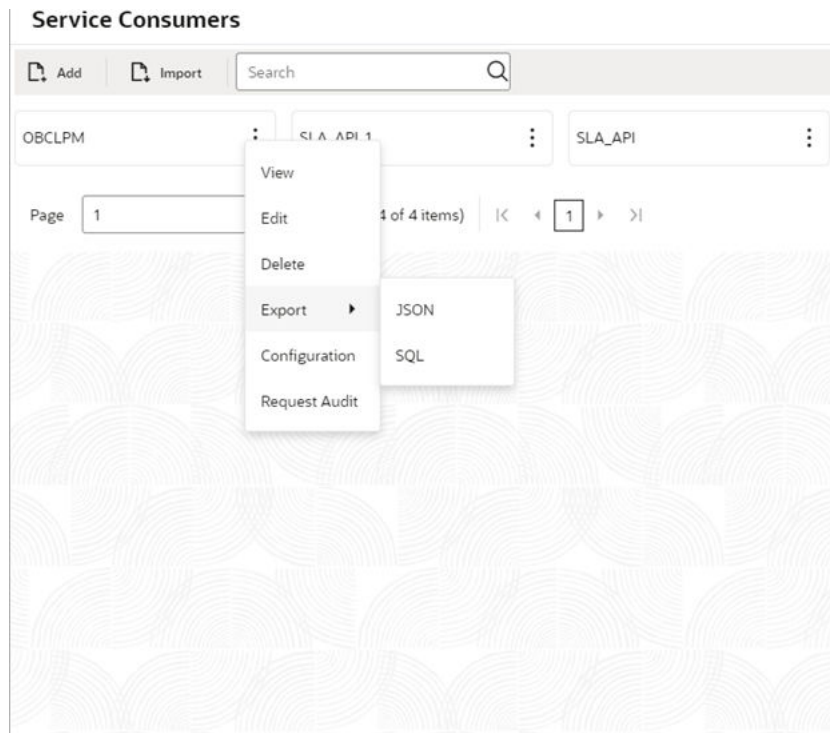 Service Consumers
Add Import Search
OBCLPM SLA_API_1 SLA_API
View
Page 1 4 of 4 items) 1
Edit
Delete
Export JSON
Configuration SQL
Request Audit